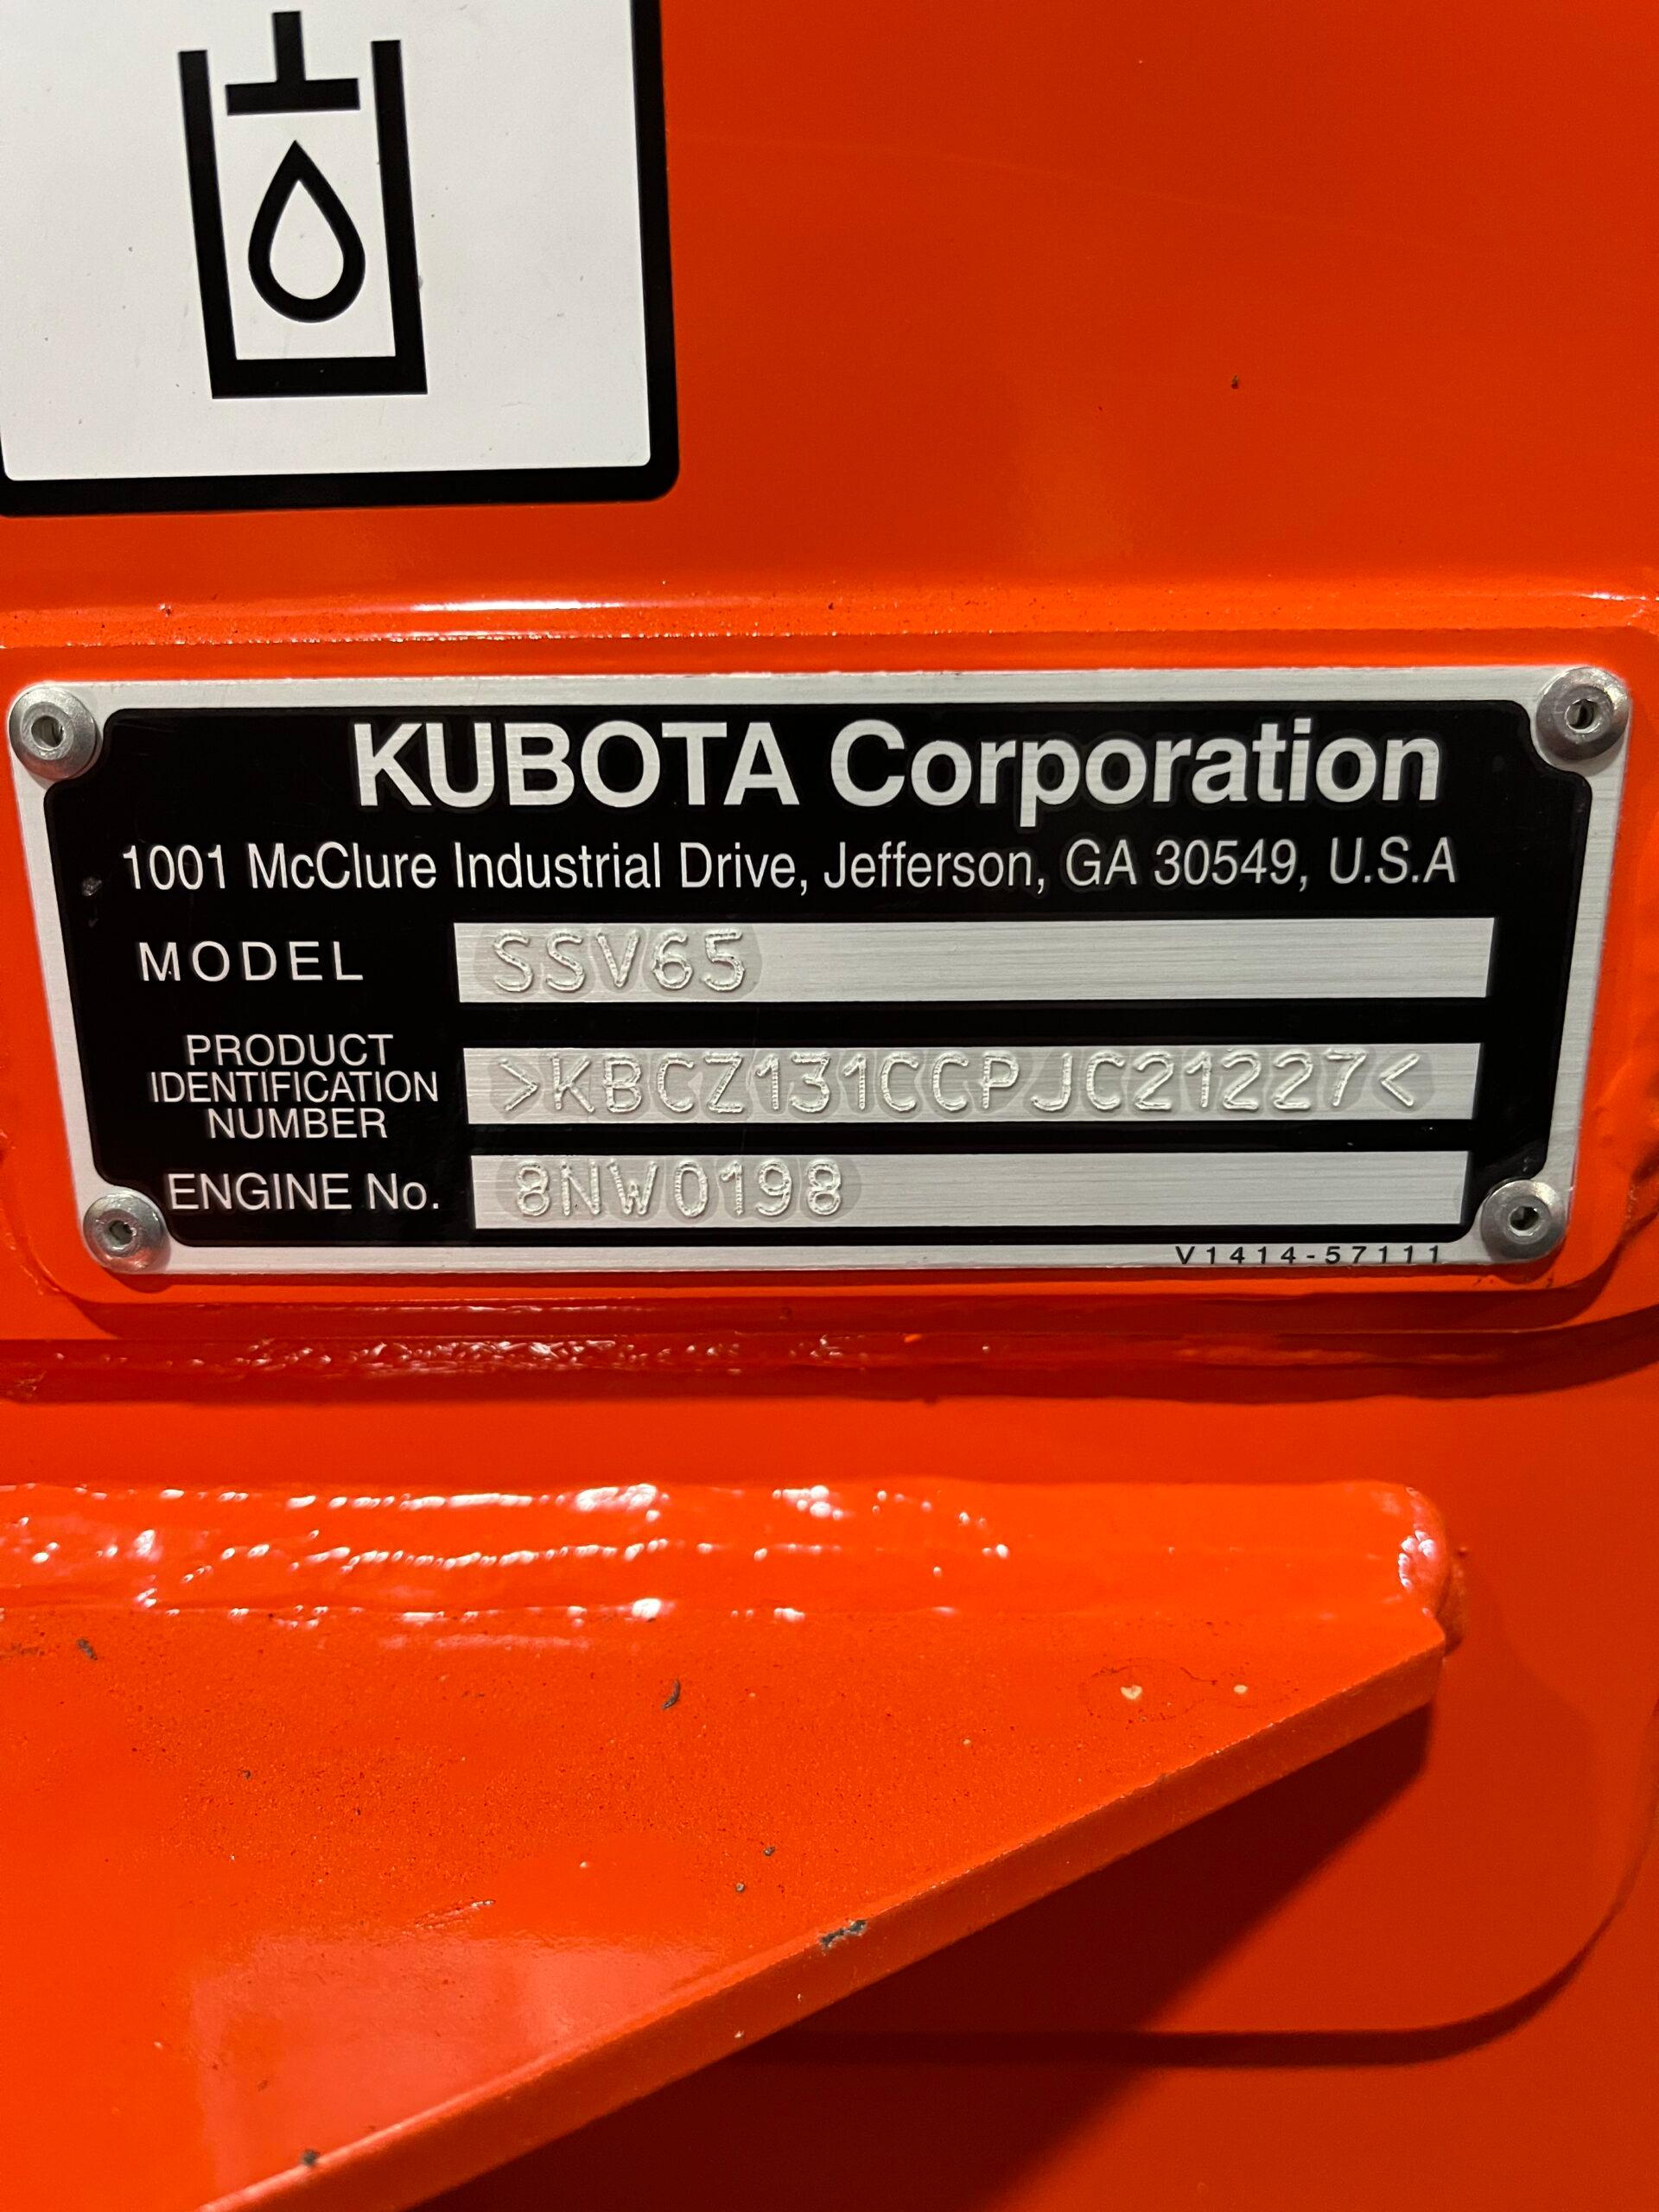 KUBOTA Corporation
1001 McClure Industrial Drive, Jefferson, GA 30549, U.S.A
MODEL SSV65
PRODUCT
IDENTIFICATION
NUMBER
>KBCZ131CCPJC21227<
ENGINE No. 8NW0198
V1414-57111